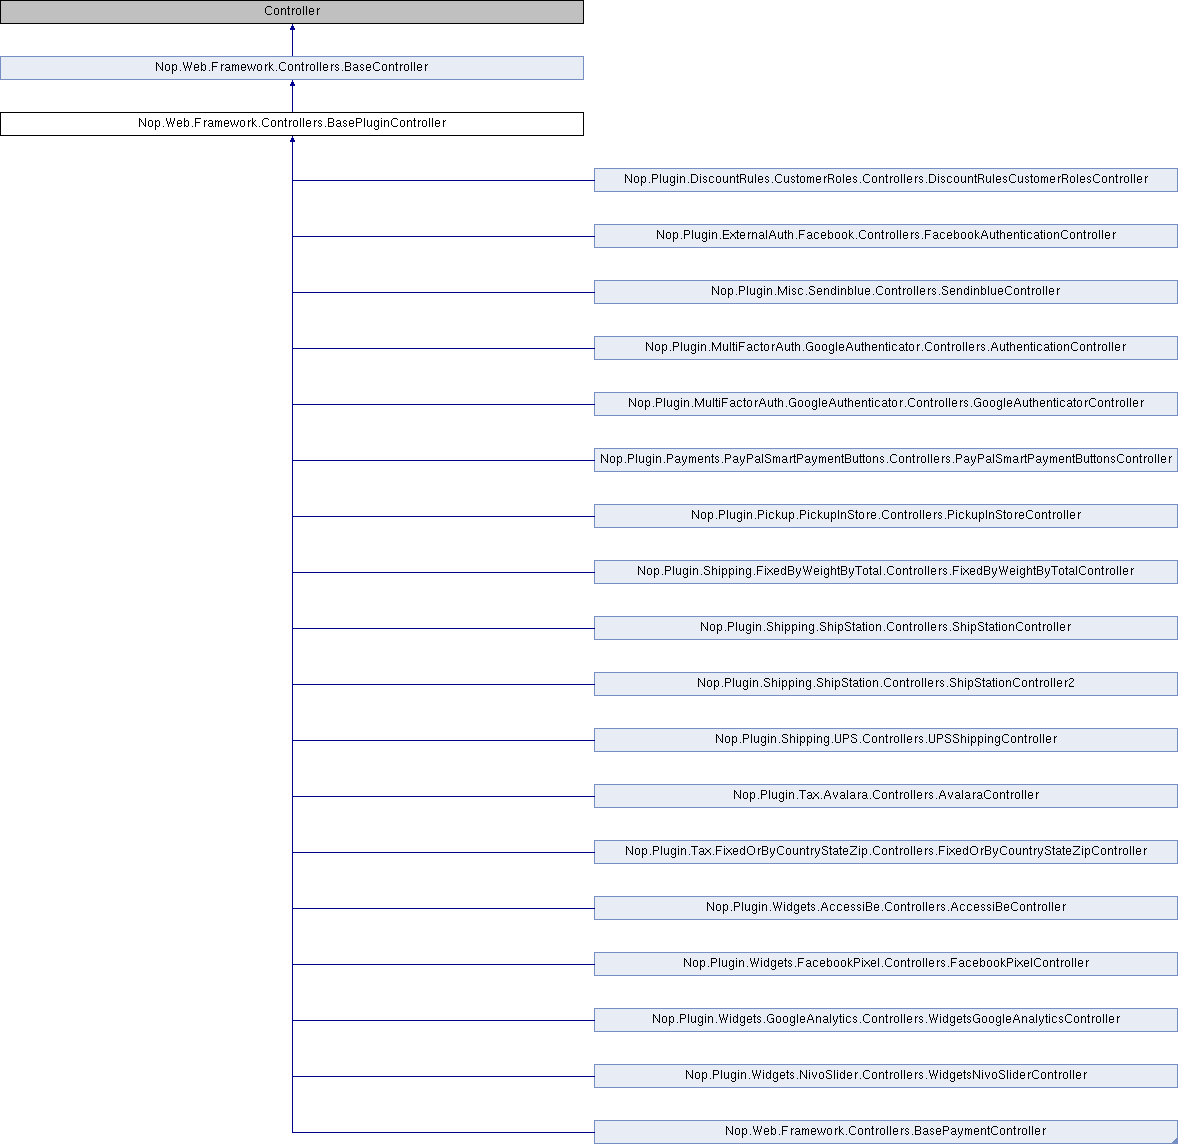 Controller
Nop.Web.Framework.Controllers.BaseController
Nop.Web.Framework.Controllers.BasePluginController
Nop.Plugin.DiscountRules.CustomerRoles.Controllers.DiscountRulesCustomerRolesController
Nop.Plugin.ExternalAuth.Facebook.Controllers.FacebookAuthenticationController
Nop.Plugin.Misc.Sendinblue.Controllers.SendinblueController
Nop.Plugin.MultiFactorAuth.GoogleAuthenticator.Controllers.AuthenticationController
Nop.Plugin.MultiFactorAuth.GoogleAuthenticator.Controllers.GoogleAuthenticatorController
Nop.Plugin.Payments.PayPalSmartPaymentButtons.Controllers.PayPalSmartPaymentButtonsController
Nop.Plugin.Pickup.PickupInStore.Controllers.PickupInStoreController
Nop.Plugin.Shipping.FixedByWeightByTotal.Controllers.FixedByWeightByTotalController
Nop.Plugin.Shipping.ShipStation.Controllers.ShipStationController
Nop.Plugin.Shipping.ShipStation.Controllers.ShipStationController2
Nop.Plugin.Shipping.UPS.Controllers.UPSShippingController
Nop.Plugin.Tax.Avalara.Controllers.AvalaraController
Nop.Plugin.Tax.FixedOrByCountryStateZip.Controllers.FixedOrByCountryStateZipController
Nop.Plugin.Widgets.AccessiBe.Controllers.AccessiBeController
Nop.Plugin.Widgets.FacebookPixel.Controllers.FacebookPixelController
Nop.Plugin.Widgets.GoogleAnalytics.Controllers.WidgetsGoogleAnalyticsController
Nop.Plugin.Widgets.NivoSlider.Controllers.WidgetsNivoSliderController
Nop.Web.Framework.Controllers.BasePaymentController